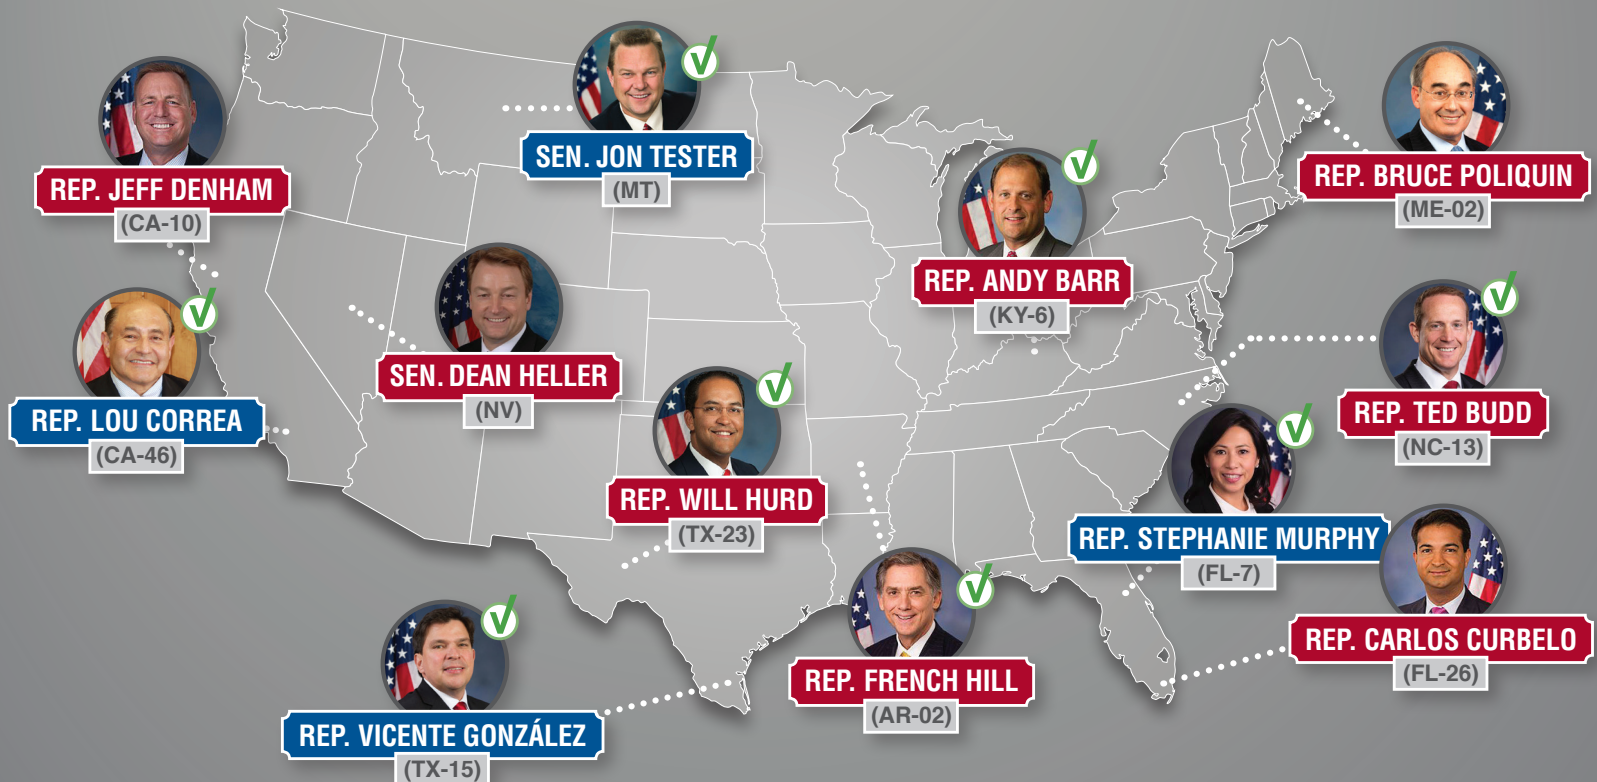 SEN. JON TESTER
(MT)
REP. JEFF DENHAM
(CA-10)
REP. BRUCE POLIQUIN
(ME-02)
REP. ANDY BARR
(KY-6)
SEN. DEAN HELLER
(NV)
REP. LOU CORREA
(CA-46)
REP. TED BUDD
(NC-13)
REP. WILL HURD
(TX-23)
REP. STEPHANIE MURPHY
(FL-7)
REP. CARLOS CURBELO
(FL-26)
REP. FRENCH HILL
(AR-02)
REP. VICENTE GONZÁLEZ
(TX-15)